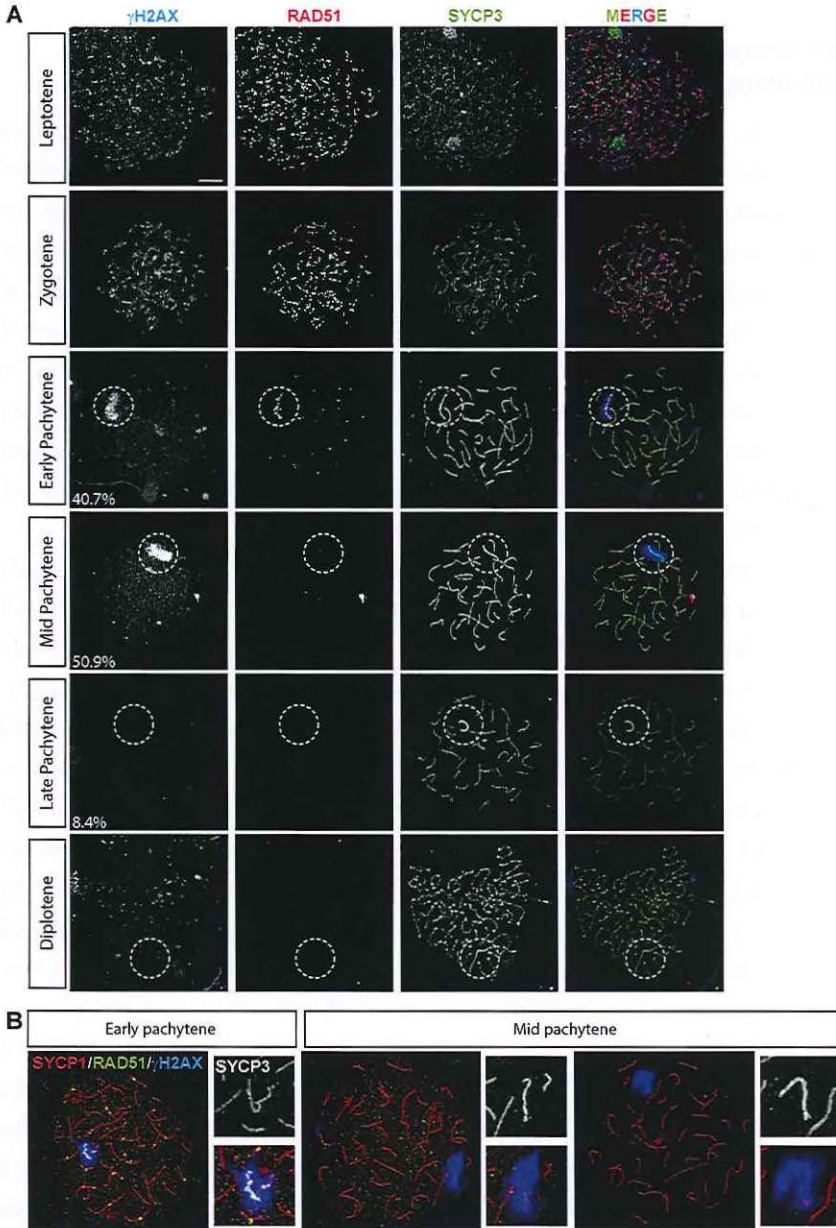 A
γH2AX RAD51 SYCP3 MERGE
Leptotene
Zygotene
Early Pachytene
40.7%
Mid Pachytene
50.9%
Late Pachytene
8.4%
Diplotene
B
Early pachytene Mid pachytene
SYCP1/RAD51/γH2AX SYCP3